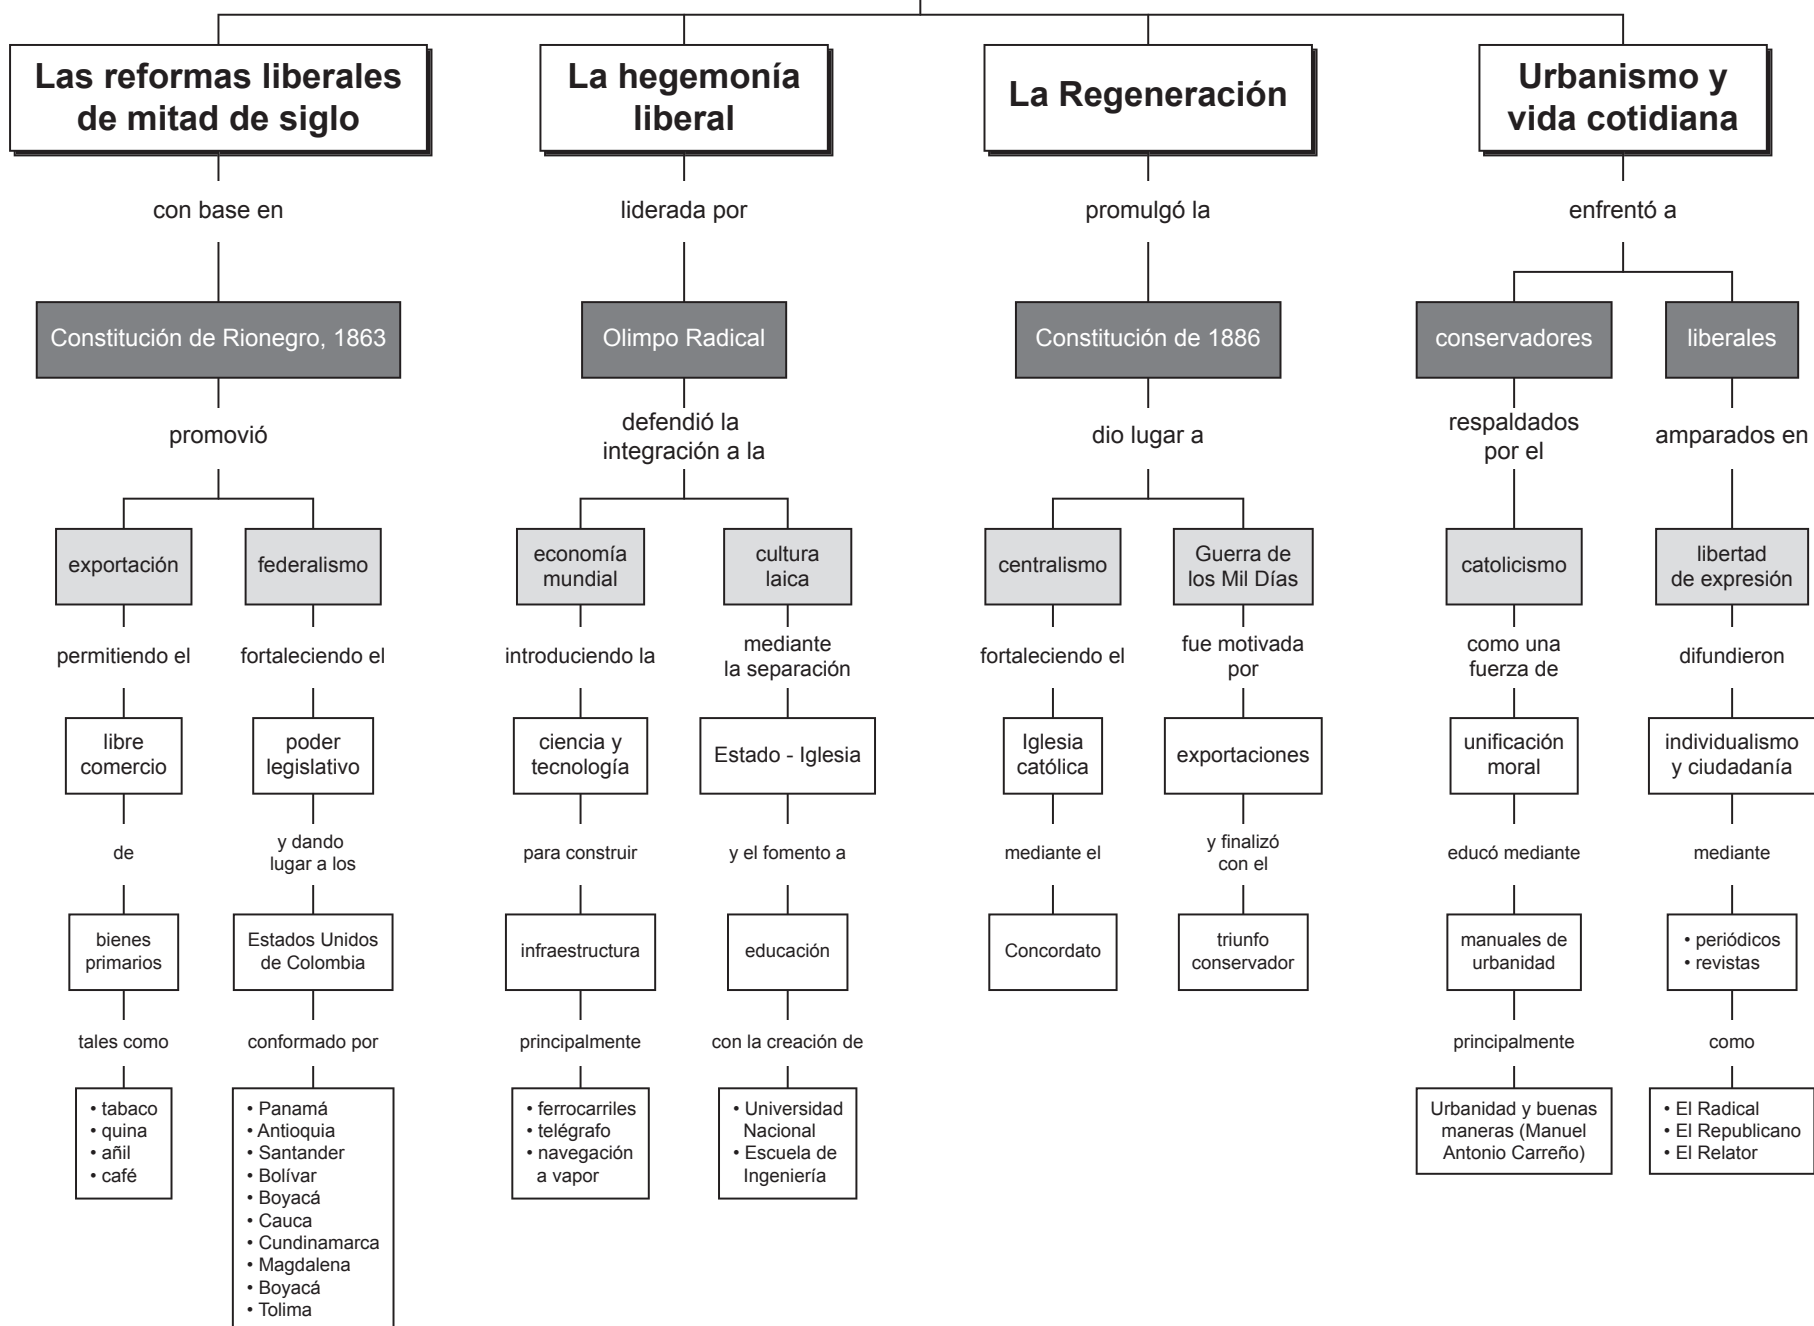 Las reformas liberales
de mitad de siglo
con base en
Constitución de Rionegro, 1863
promovió
exportación
permitiendo el
libre
comercio
de
bienes
primarios
tales como
• tabaco
• quina
• añil
• café
federalismo
fortaleciendo el
poder
legislativo
y dando
lugar a los
Estados Unidos
de Colombia
conformado por
• Panamá
• Antioquia
• Santander
• Bolívar
• Boyacá
• Cauca
• Cundinamarca
• Magdalena
• Boyacá
• Tolima
La hegemonía
liberal
liderada por
Olimpo Radical
defendió la
integración a la
economía
mundial
introduciendo la
ciencia y
tecnología
para construir
infraestructura
principalmente
• ferrocarriles
• telégrafo
• navegación
a vapor
cultura
laica
mediante
la separación
Estado - Iglesia
y el fomento a
educación
con la creación de
• Universidad
Nacional
• Escuela de
Ingeniería
La Regeneración
promulgó la
Constitución de 1886
dio lugar a
centralismo
fortaleciendo el
Iglesia
católica
mediante el
Concordato
Guerra de
los Mil Días
fue motivada
por
exportaciones
y finalizó
con el
triunfo
conservador
Urbanismo y
vida cotidiana
enfrentó a
conservadores
respaldados
por el
catolicismo
como una
fuerza de
unificación
moral
educó mediante
manuales de
urbanidad
principalmente
Urbanidad y buenas
maneras (Manuel
Antonio Carreño)
liberales
amparados en
libertad
de expresión
difundieron
individualismo
y ciudadanía
mediante
• periódicos
• revistas
como
• El Radical
• El Republicano
• El Relator